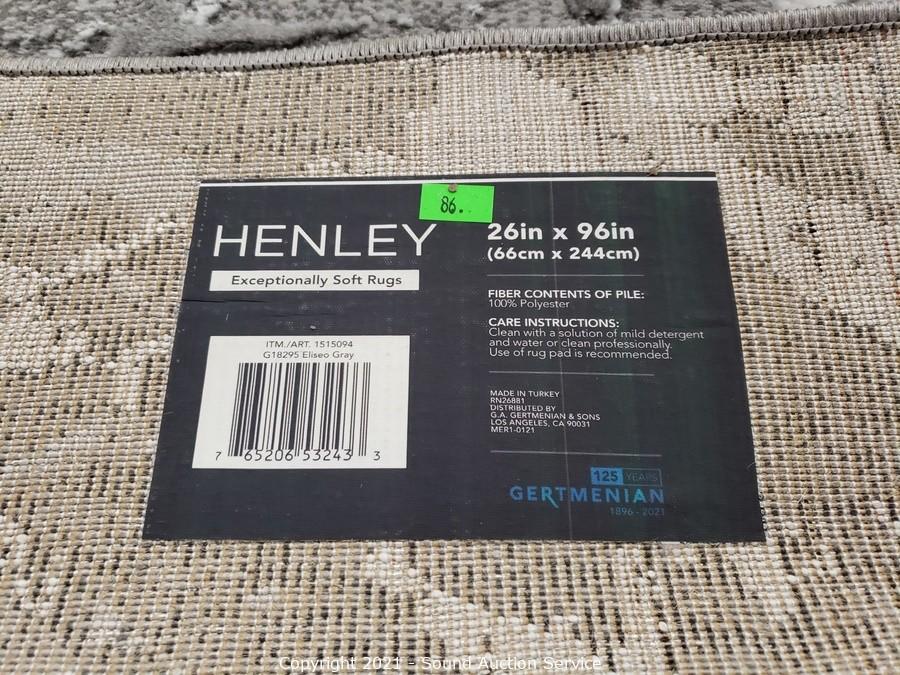 86.
HENLEY
Exceptionally Soft Rugs
ITM./ART. 1515094
G18295 Eliseo Gray
7 65206 53243 3
26in x 96in
(66cm x 244cm)
FIBER CONTENTS OF PILE:
100% Polyester
CARE INSTRUCTIONS:
Clean with a solution of mild detergent
and water or clean professionally.
Use of rug pad is recommended.
MADE IN TURKEY
RN26881
DISTRIBUTED BY
G.A. GERTMENIAN & SONS
LOS ANGELES, CA 90031
MER1-0121
125 YEARS
GERTMENIAN
1896 - 2021
Copyright 2021 - Sound Auction Service